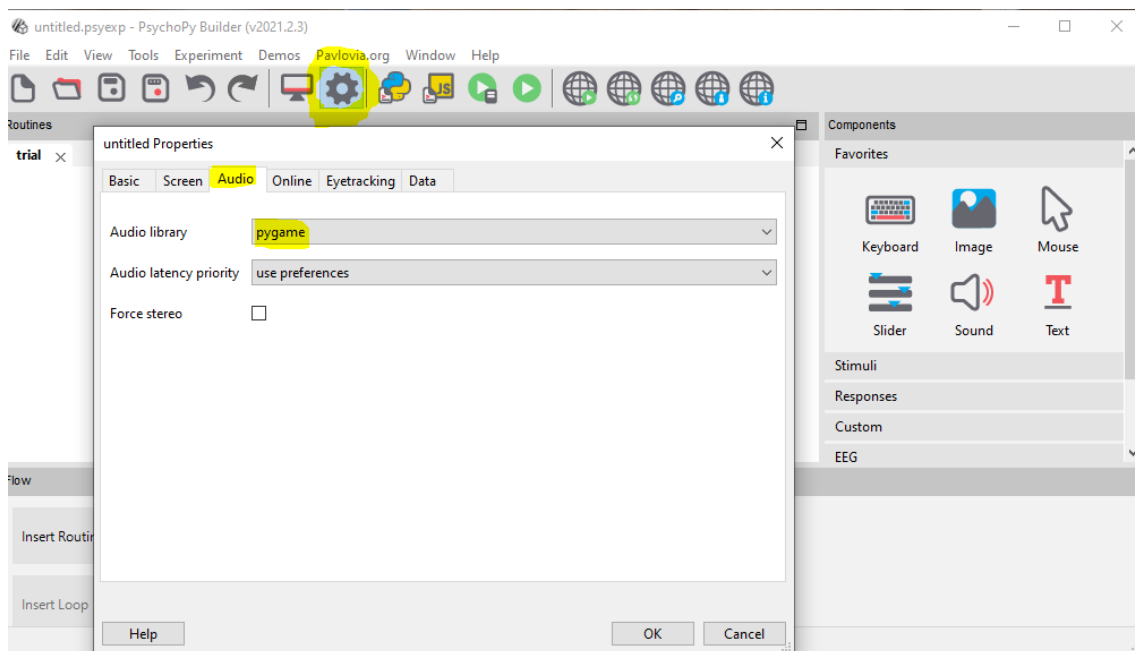 untitled.psyexp - PsychoPy Builder (v2021.2.3)
File Edit View Tools Experiment Demos Pavlovia.org Window Help
JS
Routines
Components
trial
untitled Properties
Favorites
Basic Screen Audio Online Eyetracking Data
Audio library pygame
Keyboard Image Mouse
Audio latency priority use preferences
Force stereo
T
Slider Sound Text
Stimuli
Responses
Custom
EEG
Flow
Insert Routin
Insert Loop
Help OK Cancel